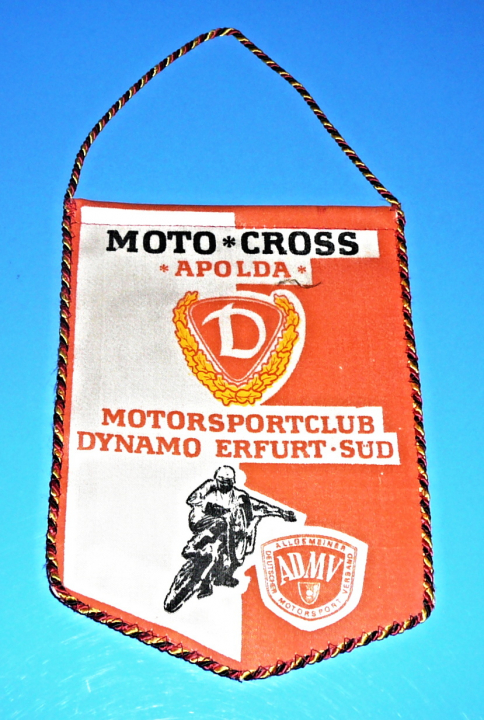 MOTO*CROSS
*APOLDA*
D
MOTORSPORTCLUB
DYNAMO ERFURT·SÜD
ALLGEMEINER
DEUTSCHER
ADMV
MOTORSPORT VERBAND